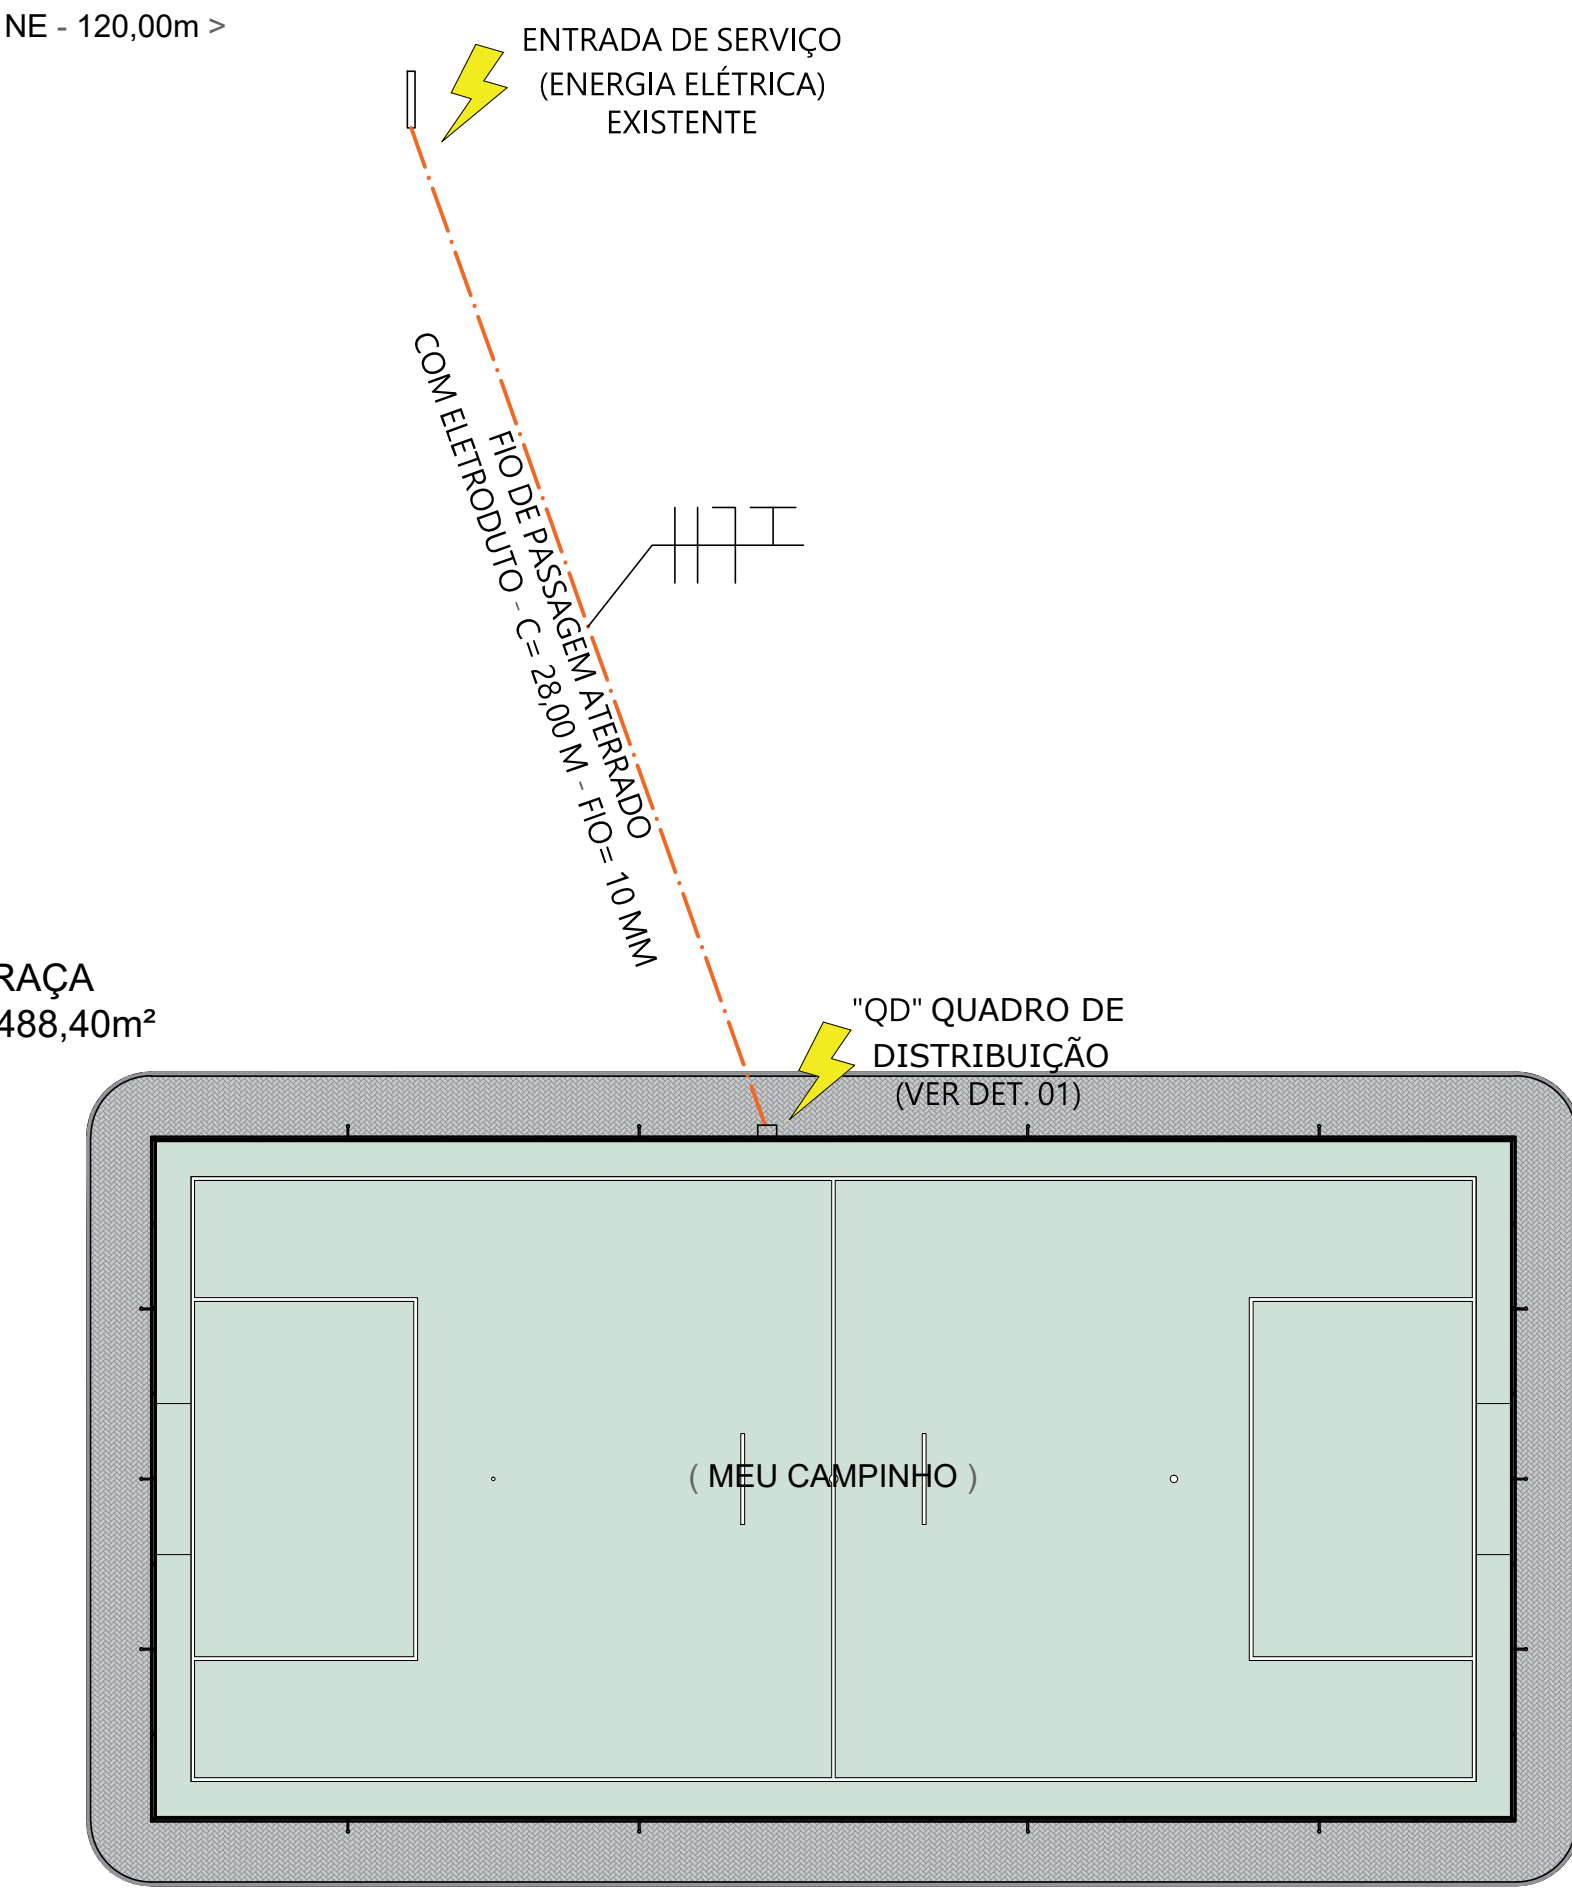 NE - 120,00m >
ENTRADA DE SERVIÇO
(ENERGIA ELÉTRICA)
EXISTENTE
FIO DE PASSAGEM ATERRADO
COM ELETRODUTO - C= 28,00 M - FIO= 10 MM
RAÇA
488,40m²
"QD" QUADRO DE
DISTRIBUIÇÃO
(VER DET. 01)
( MEU CAMPINHO )